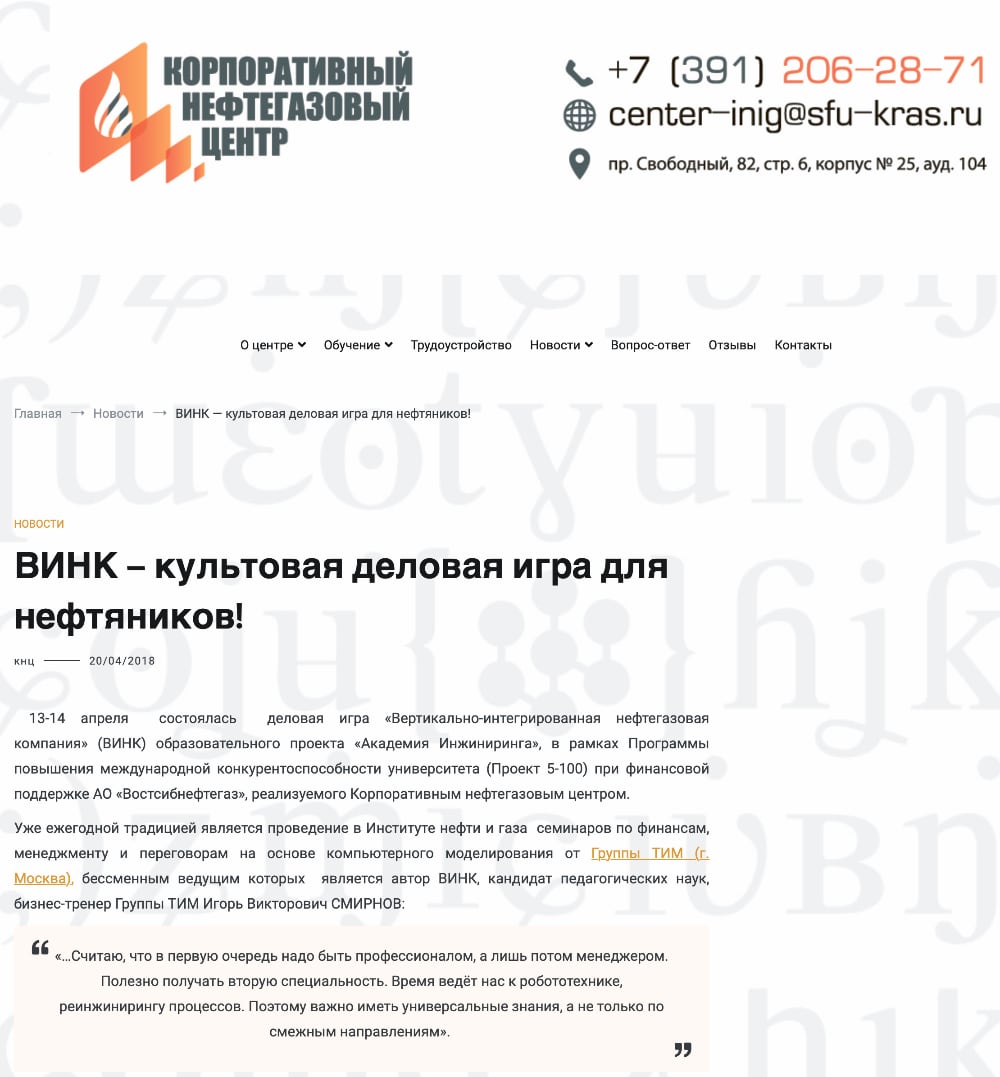 КОРПОРАТИВНЫЙ
НЕФТЕГАЗОВЫЙ
ЦЕНТР
+7 (391) 206-28-71
center-inig@sfu-kras.ru
пр. Свободный, 82, стр. 6, корпус № 25, ауд. 104
О центре Обучение Трудоустройство Новости Вопрос-ответ Отзывы Контакты
Главная → Новости → ВИНК — культовая деловая игра для нефтяников!
НОВОСТИ
ВИНК – культовая деловая игра для
нефтяников!
КНЦ 20/04/2018
13-14 апреля состоялась деловая игра «Вертикально-интегрированная нефтегазовая
компания» (ВИНК) образовательного проекта «Академия Инжиниринга», в рамках Программы
повышения международной конкурентоспособности университета (Проект 5-100) при финансовой
поддержке АО «Востсибнефтегаз», реализуемого Корпоративным нефтегазовым центром.
Уже ежегодной традицией является проведение в Институте нефти и газа семинаров по финансам,
менеджменту и переговорам на основе компьютерного моделирования от Группы ТИМ (г.
Москва), бессменным ведущим которых является автор ВИНК, кандидат педагогических наук,
бизнес-тренер Группы ТИМ Игорь Викторович СМИРНОВ:
“ «…Считаю, что в первую очередь надо быть профессионалом, а лишь потом менеджером.
Полезно получать вторую специальность. Время ведёт нас к робототехнике,
реинжинирингу процессов. Поэтому важно иметь универсальные знания, а не только по
смежным направлениям».
”